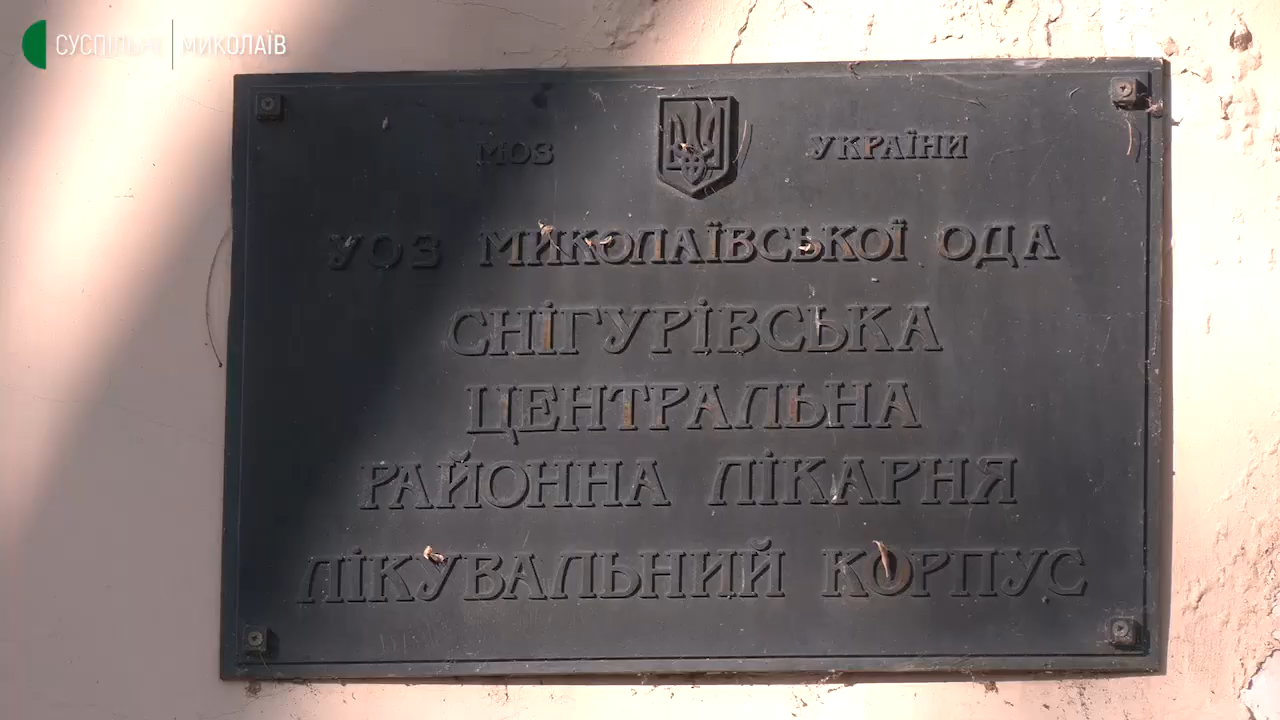 СУСПІЛЬНЕ МИКОЛАЇВ
МОЗ УКРАЇНИ
УОЗ МИКОЛАЇВСЬКОЇ ОДА
СНІГУРІВСЬКА
ЦЕНТРАЛЬНА
РАЙОННА ЛІКАРНЯ
ЛІКУВАЛЬНИЙ КОРПУС